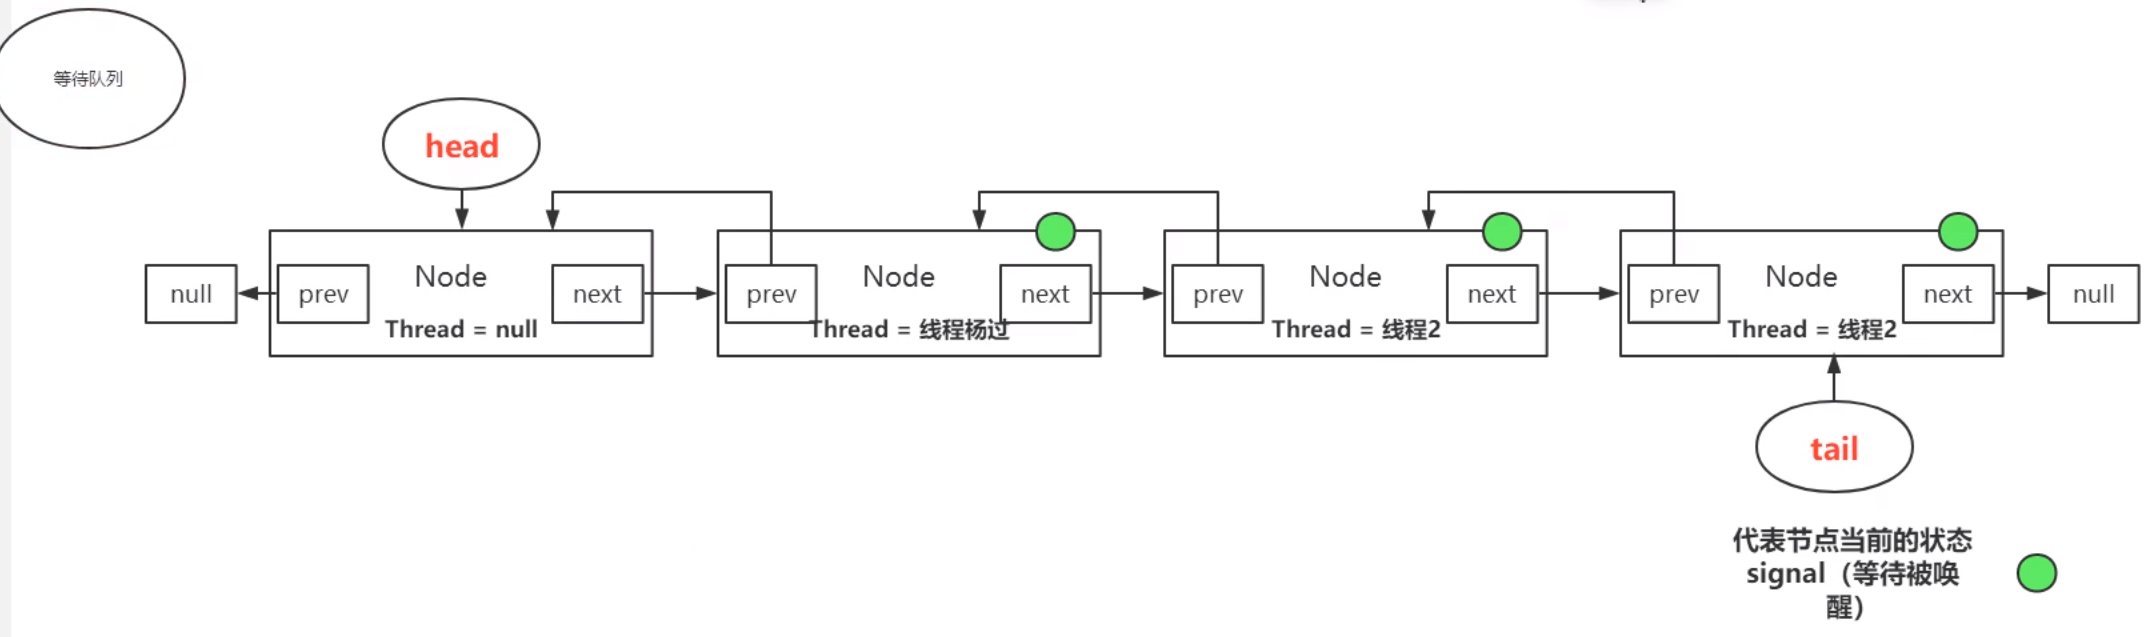 等待队列
head
null
prev
Node
next
Thread = null
prev
Node
next
Thread = 线程杨过
prev
Node
next
Thread = 线程2
prev
Node
next
Thread = 线程2
null
tail
代表节点当前的状态
signal（等待被唤
醒）